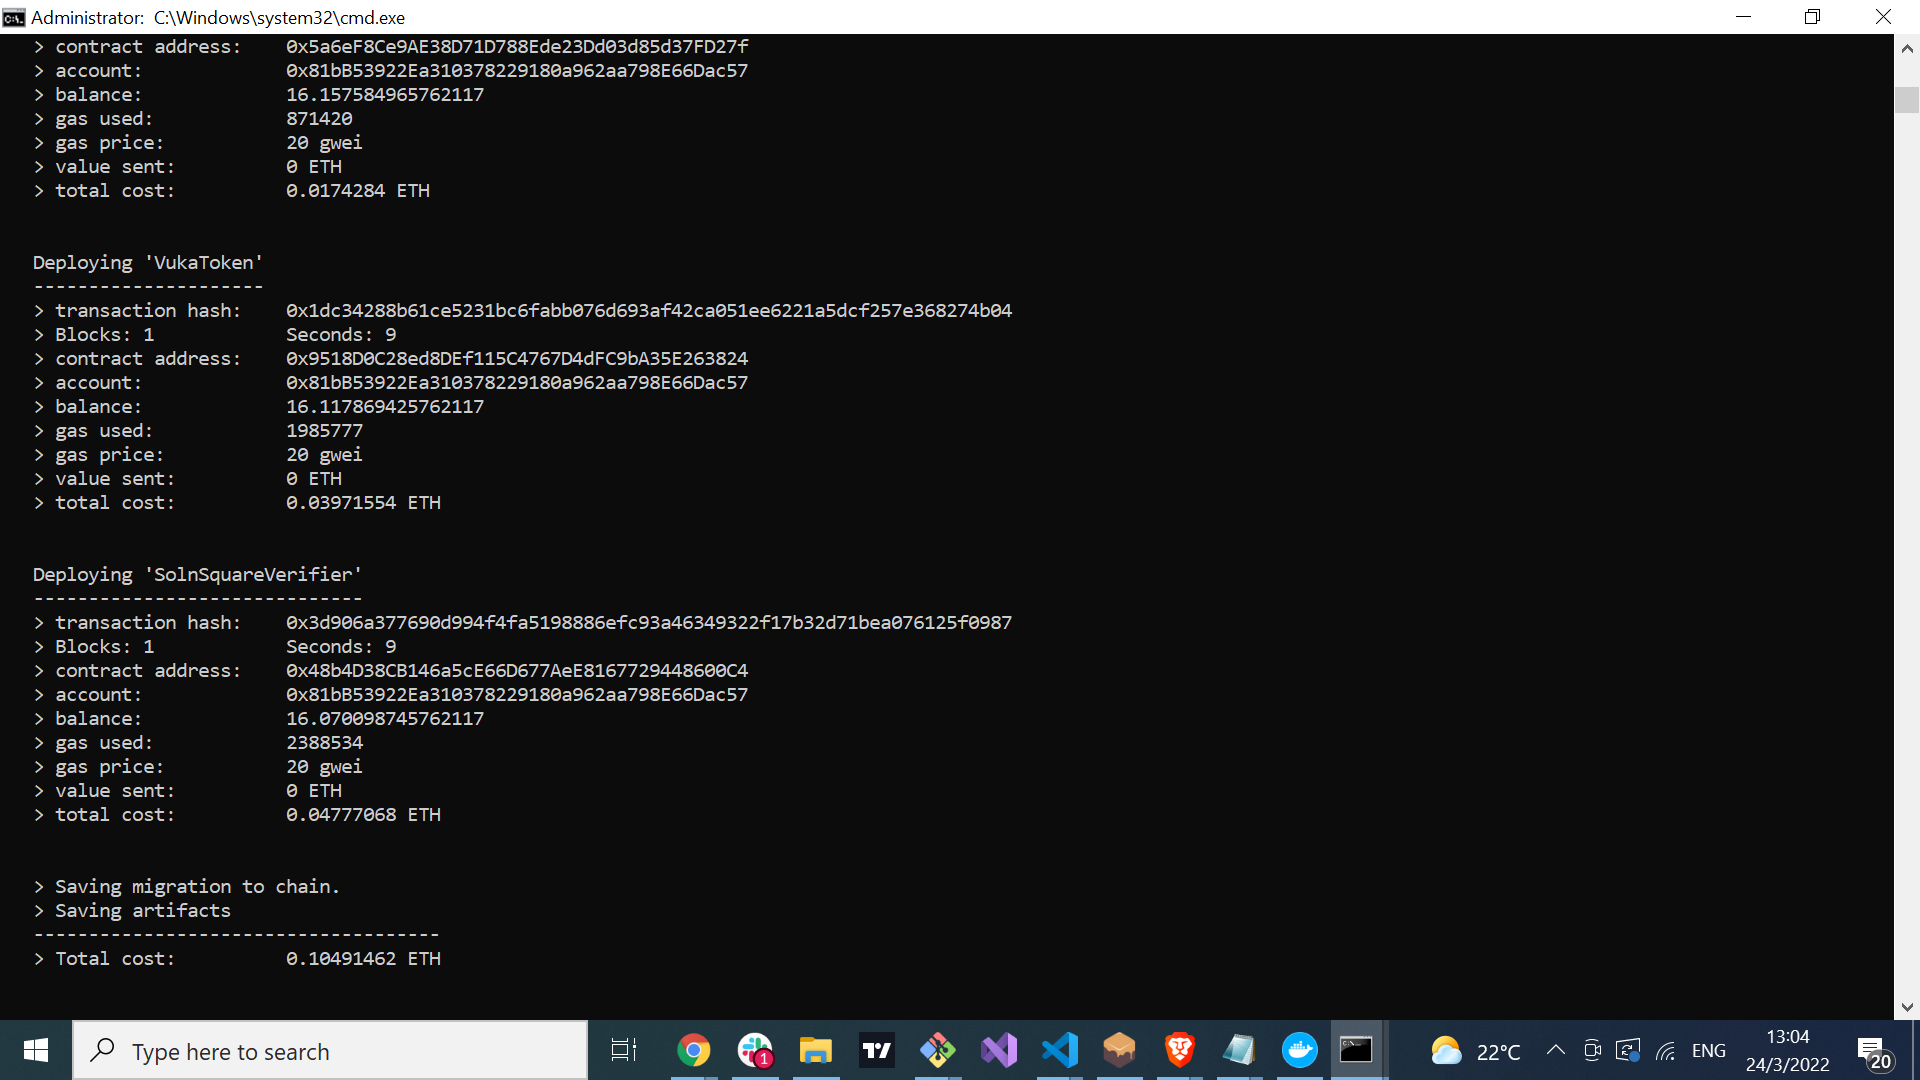 Administrator:  C:\Windows\system32\cmd.exe
> contract address:    0x5a6eF8Ce9AE38D71D788Ede23Dd03d85d37FD27f
> account:             0x81bB53922Ea310378229180a962aa798E66Dac57
> balance:             16.157584965762117
> gas used:            871420
> gas price:           20 gwei
> value sent:          0 ETH
> total cost:          0.0174284 ETH
Deploying 'VukaToken'
---------------------
> transaction hash:    0x1dc34288b61ce5231bc6fabb076d693af42ca051ee6221a5dcf257e368274b04
> Blocks: 1            Seconds: 9
> contract address:    0x9518D0C28ed8DEf115C4767D4dFC9bA35E263824
> account:             0x81bB53922Ea310378229180a962aa798E66Dac57
> balance:             16.117869425762117
> gas used:            1985777
> gas price:           20 gwei
> value sent:          0 ETH
> total cost:          0.03971554 ETH
Deploying 'SolnSquareVerifier'
------------------------------
> transaction hash:    0x3d906a377690d994f4fa5198886efc93a46349322f17b32d71bea076125f0987
> Blocks: 1            Seconds: 9
> contract address:    0x48b4D38CB146a5cE66D677AeE8167729448600C4
> account:             0x81bB53922Ea310378229180a962aa798E66Dac57
> balance:             16.070098745762117
> gas used:            2388534
> gas price:           20 gwei
> value sent:          0 ETH
> total cost:          0.04777068 ETH
> Saving migration to chain.
> Saving artifacts
-------------------------------------
> Total cost:          0.10491462 ETH
Type here to search
1
22°C
ENG
13:04
24/3/2022
20